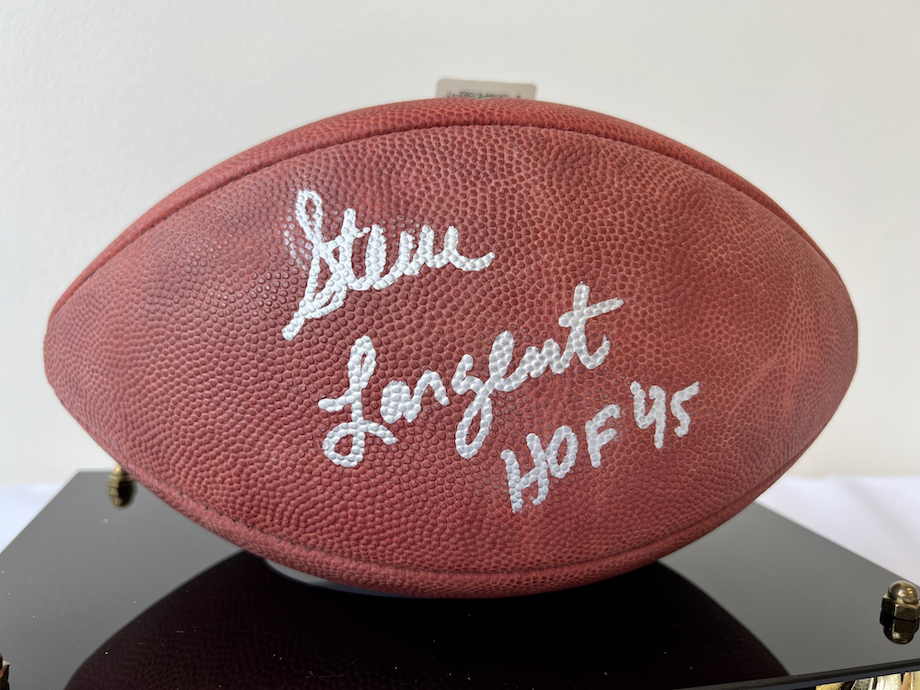 Steve
Largent
HOF '95